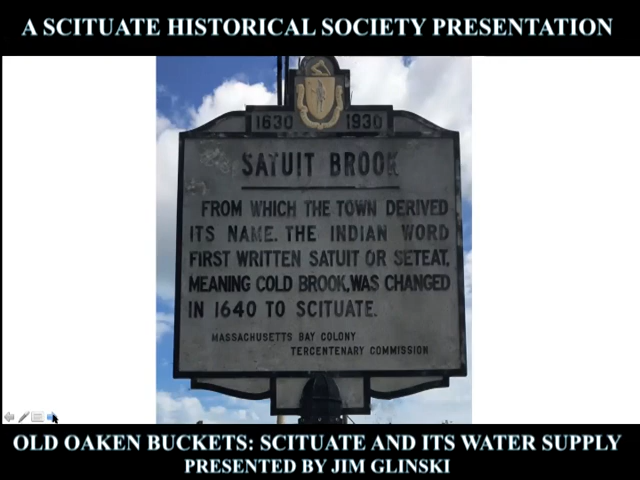 A SCITUATE HISTORICAL SOCIETY PRESENTATION
1630 1930
SATUIT BROOK
FROM WHICH THE TOWN DERIVED
ITS NAME. THE INDIAN WORD
FIRST WRITTEN SATUIT OR SETEAT,
MEANING COLD BROOK, WAS CHANGED
IN 1640 TO SCITUATE.
MASSACHUSETTS BAY COLONY
TERCENTENARY COMMISSION
OLD OAKEN BUCKETS: SCITUATE AND ITS WATER SUPPLY
PRESENTED BY JIM GLINSKI